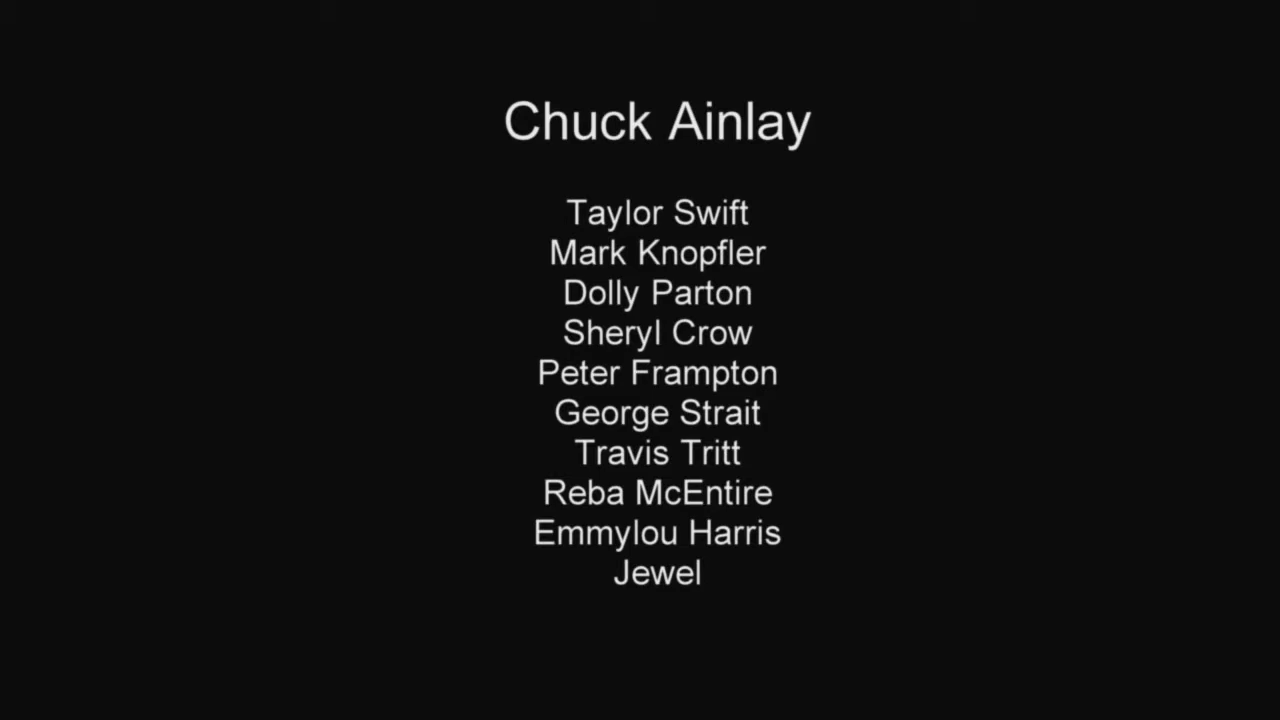 Chuck Ainlay
Taylor Swift
Mark Knopfler
Dolly Parton
Sheryl Crow
Peter Frampton
George Strait
Travis Tritt
Reba McEntire
Emmylou Harris
Jewel